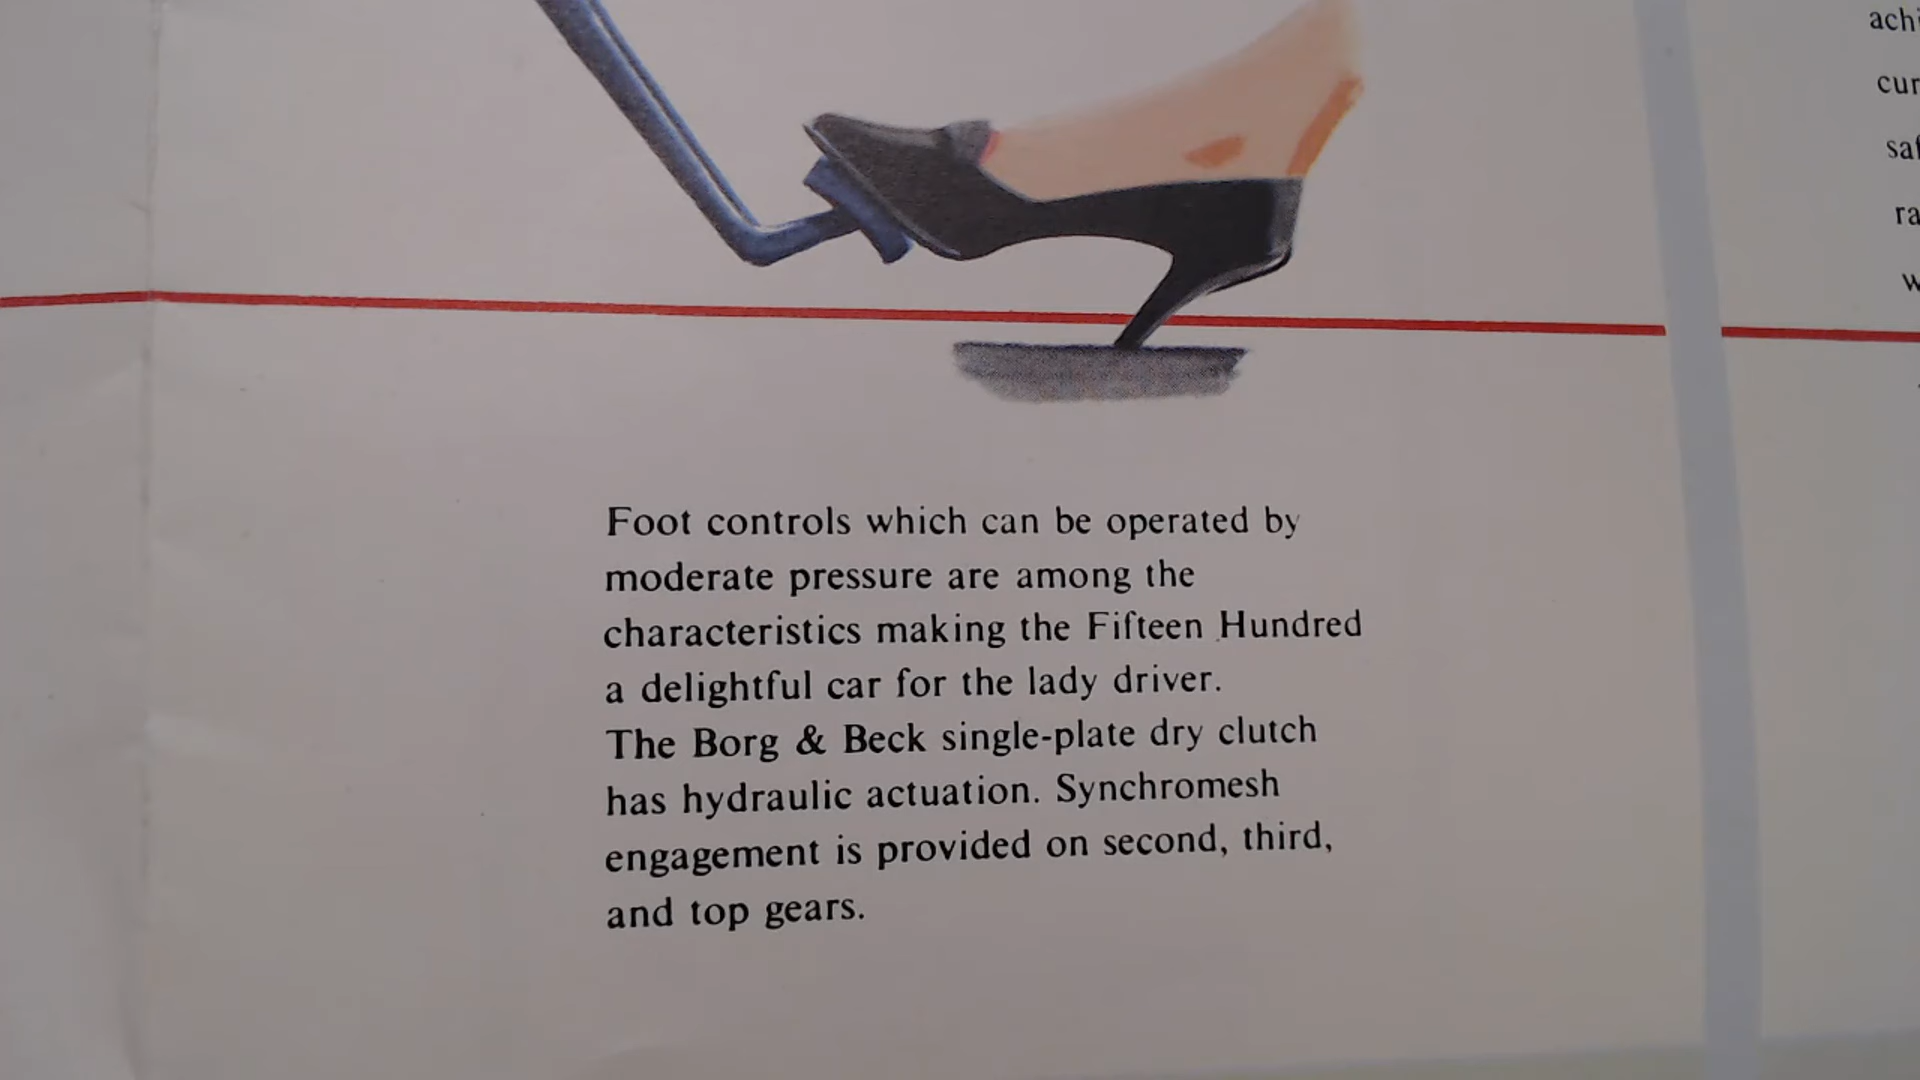 Foot controls which can be operated by
moderate pressure are among the
characteristics making the Fifteen Hundred
a delightful car for the lady driver.
The Borg & Beck single-plate dry clutch
has hydraulic actuation. Synchromesh
engagement is provided on second, third,
and top gears.